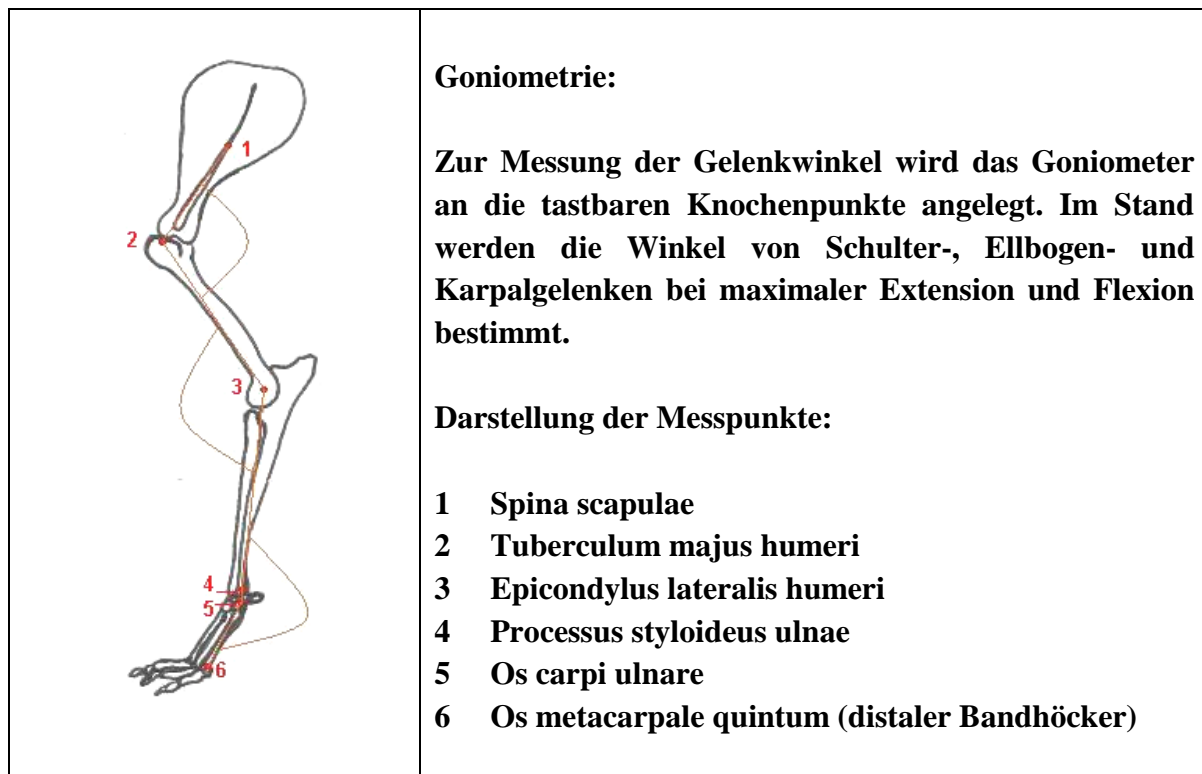 Goniometrie:
Zur Messung der Gelenkwinkel wird das Goniometer
an die tastbaren Knochenpunkte angelegt. Im Stand
werden die Winkel von Schulter-, Ellbogen- und
Karpalgelenken bei maximaler Extension und Flexion
bestimmt.
Darstellung der Messpunkte:
1 Spina scapulae
2 Tuberculum majus humeri
3 Epicondylus lateralis humeri
4 Processus styloideus ulnae
5 Os carpi ulnare
6 Os metacarpale quintum (distaler Bandhöcker)
1
2
3
4
5
6